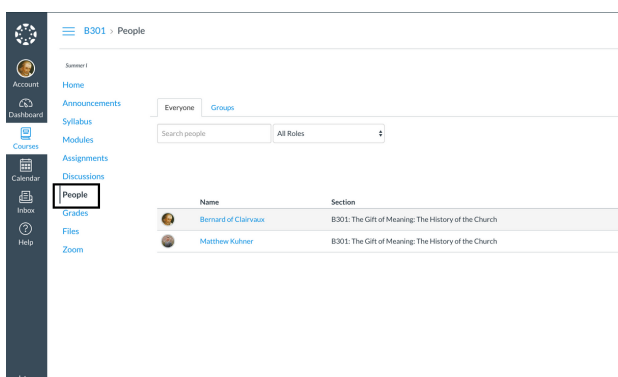 B301 > People
Summer I
Account
Dashboard
Courses
Calendar
Inbox
Help
Home
Announcements
Syllabus
Modules
Assignments
Discussions
People
Grades
Files
Zoom
Everyone Groups
Search people All Roles
Name Section
Bernard of Clairvaux B301: The Gift of Meaning: The History of the Church
Matthew Kuhner B301: The Gift of Meaning: The History of the Church